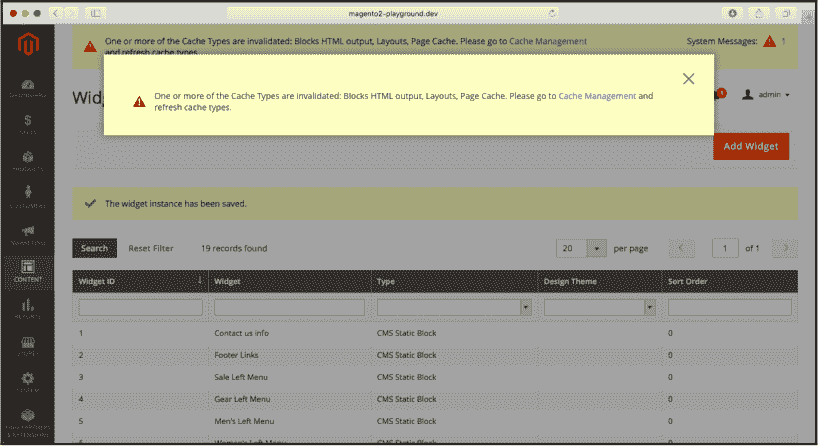 magento2-playground.dev
One or more of the Cache Types are invalidated: Blocks HTML output, Layouts, Page Cache. Please go to Cache Management
and refresh cache types.
System Messages: 1
One or more of the Cache Types are invalidated: Blocks HTML output, Layouts, Page Cache. Please go to Cache Management and
refresh cache types.
1
admin
Add Widget
The widget instance has been saved.
Search Reset Filter 19 records found 20 per page 1 of 1
CONTENT
Widget ID Widget Type Design Theme Sort Order
1 Contact us info CMS Static Block 0
2 Footer Links CMS Static Block 0
3 Sale Left Menu CMS Static Block 0
4 Gear Left Menu CMS Static Block 0
5 Men's Left Menu CMS Static Block 0